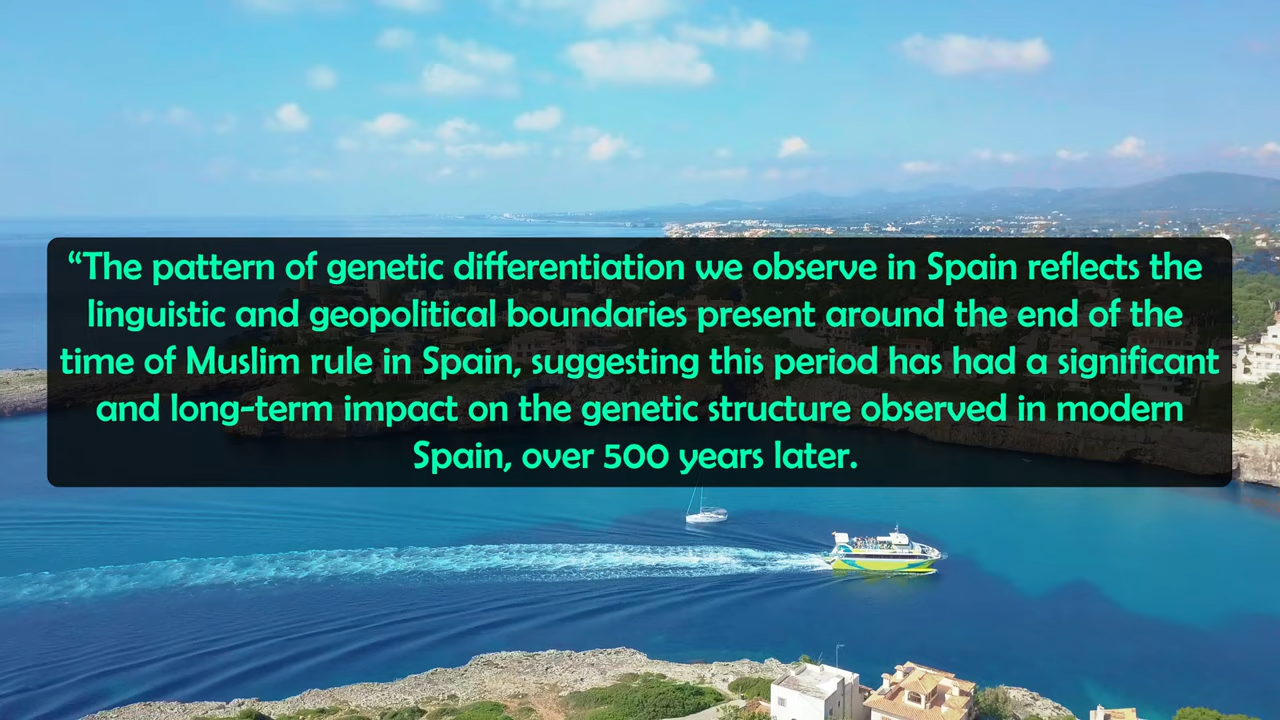 “The pattern of genetic differentiation we observe in Spain reflects the
linguistic and geopolitical boundaries present around the end of the
time of Muslim rule in Spain, suggesting this period has had a significant
and long-term impact on the genetic structure observed in modern
Spain, over 500 years later.